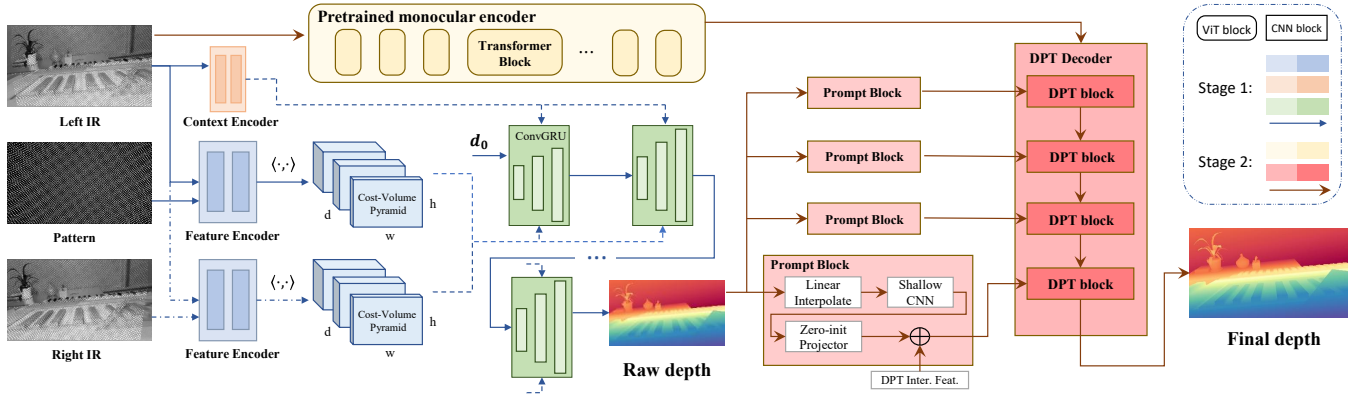 Left IR
Pattern
Right IR
Pretrained monocular encoder
Transformer
Block
...
Context Encoder
Feature Encoder
⟨·,·⟩
Cost-Volume
Pyramid
d
h
w
Feature Encoder
⟨·,·⟩
Cost-Volume
Pyramid
d
h
w
d₀
ConvGRU
...
Raw depth
Prompt Block
Prompt Block
Prompt Block
Prompt Block
Linear
Interpolate
Shallow
CNN
Zero-init
Projector
DPT Inter. Feat.
DPT Decoder
DPT block
DPT block
DPT block
DPT block
Final depth
ViT block
CNN block
Stage 1:
Stage 2: